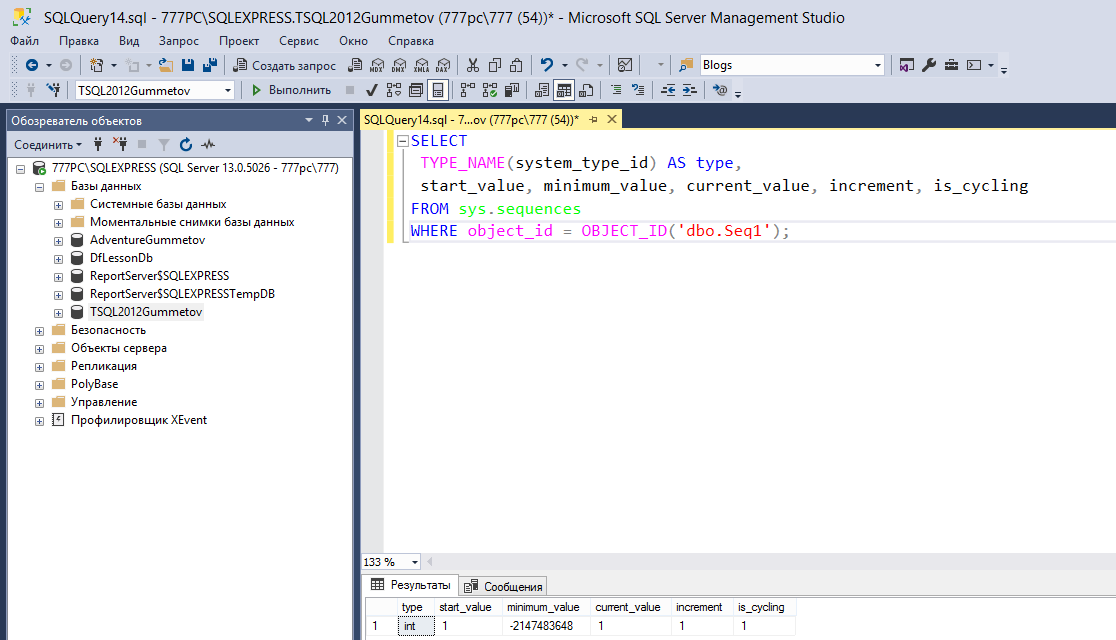 SQLQuery14.sql - 777PC\SQLEXPRESS.TSQL2012Gummetov (777pc\777 (54))* - Microsoft SQL Server Management Studio
Файл Правка Вид Запрос Проект Сервис Окно Справка
Создать запрос MDX DMX XMLA DAX Blogs
TSQL2012Gummetov Выполнить
Обозреватель объектов
Соединить
777PC\SQLEXPRESS (SQL Server 13.0.5026 - 777pc\777)
Базы данных
Системные базы данных
Моментальные снимки базы данных
AdventureGummetov
DfLessonDb
ReportServer$SQLEXPRESS
ReportServer$SQLEXPRESSTempDB
TSQL2012Gummetov
Безопасность
Объекты сервера
Репликация
PolyBase
Управление
Профилировщик XEvent
SQLQuery14.sql - 7...ov (777pc\777 (54))*
SELECT
TYPE_NAME(system_type_id) AS type,
start_value, minimum_value, current_value, increment, is_cycling
FROM sys.sequences
WHERE object_id = OBJECT_ID('dbo.Seq1');
133 %
Результаты Сообщения
type start_value minimum_value current_value increment is_cycling
1 int 1 -2147483648 1 1 1